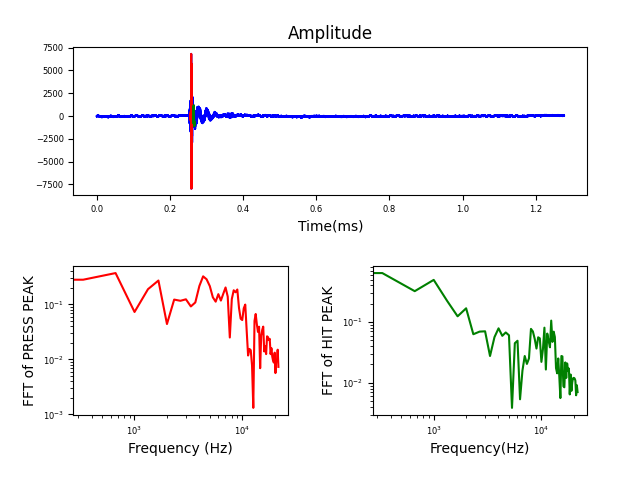 Amplitude
7500
5000
2500
0
−2500
−5000
−7500
0.0 0.2 0.4 0.6 0.8 1.0 1.2
Time(ms)
FFT of PRESS PEAK
10⁻¹
10⁻²
10⁻³
10³ 10⁴
Frequency (Hz)
FFT of HIT PEAK
10⁻¹
10⁻²
10³ 10⁴
Frequency(Hz)